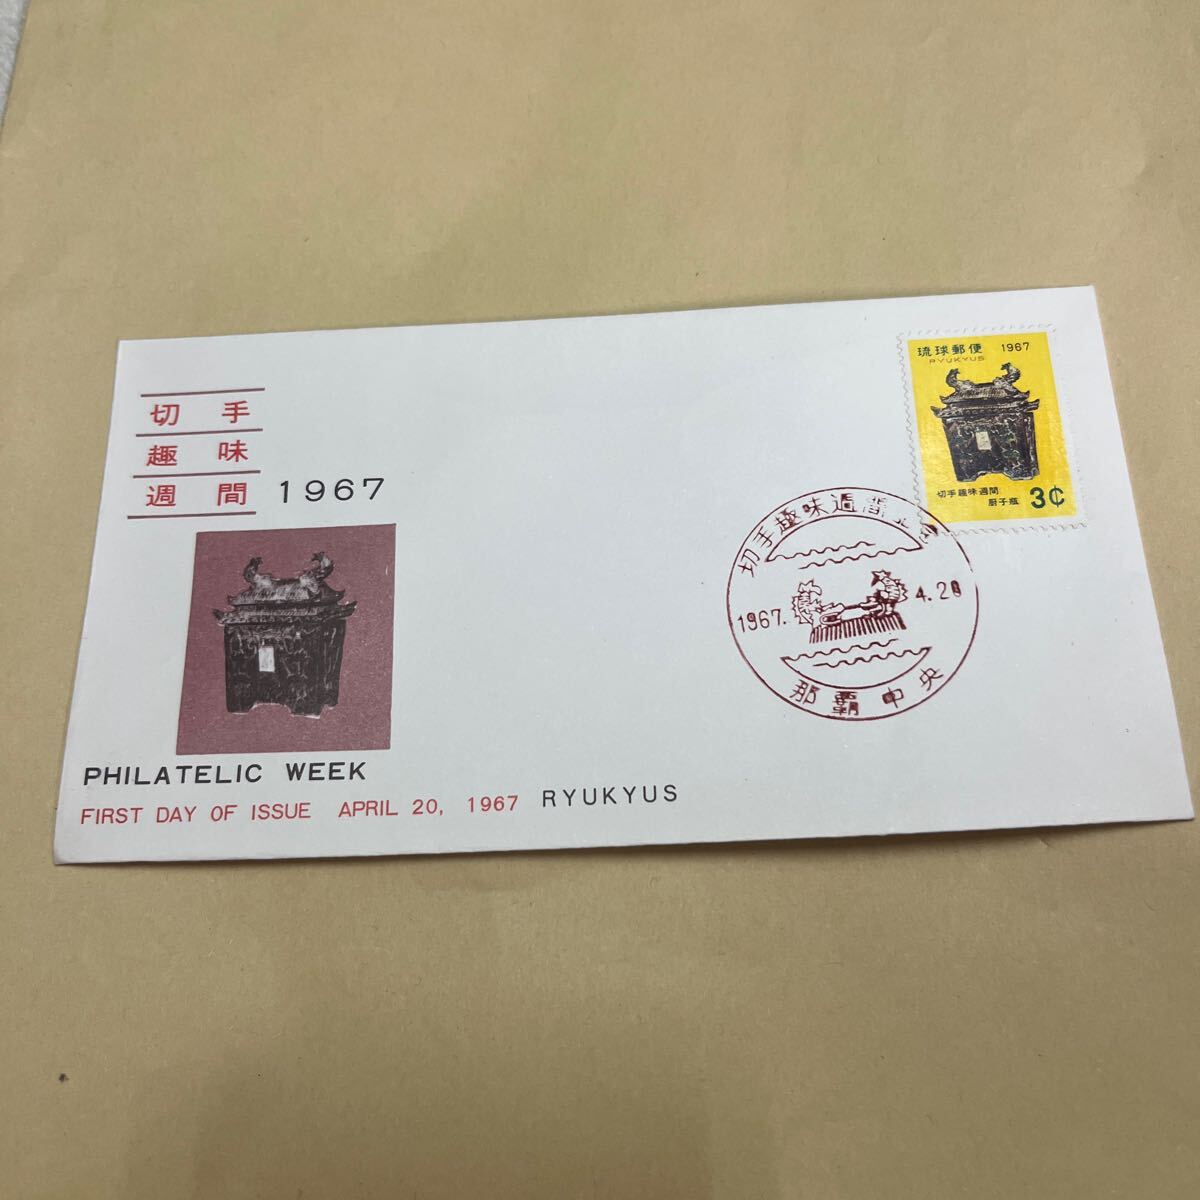 切手
趣味
週間 1967
PHILATELIC WEEK
FIRST DAY OF ISSUE APRIL 20, 1967 RYUKYUS
琉球郵便 1967
RYUKYUS
切手趣味週間
厨子瓶 3¢
切手趣味週間
1967. 4.20
那覇中央